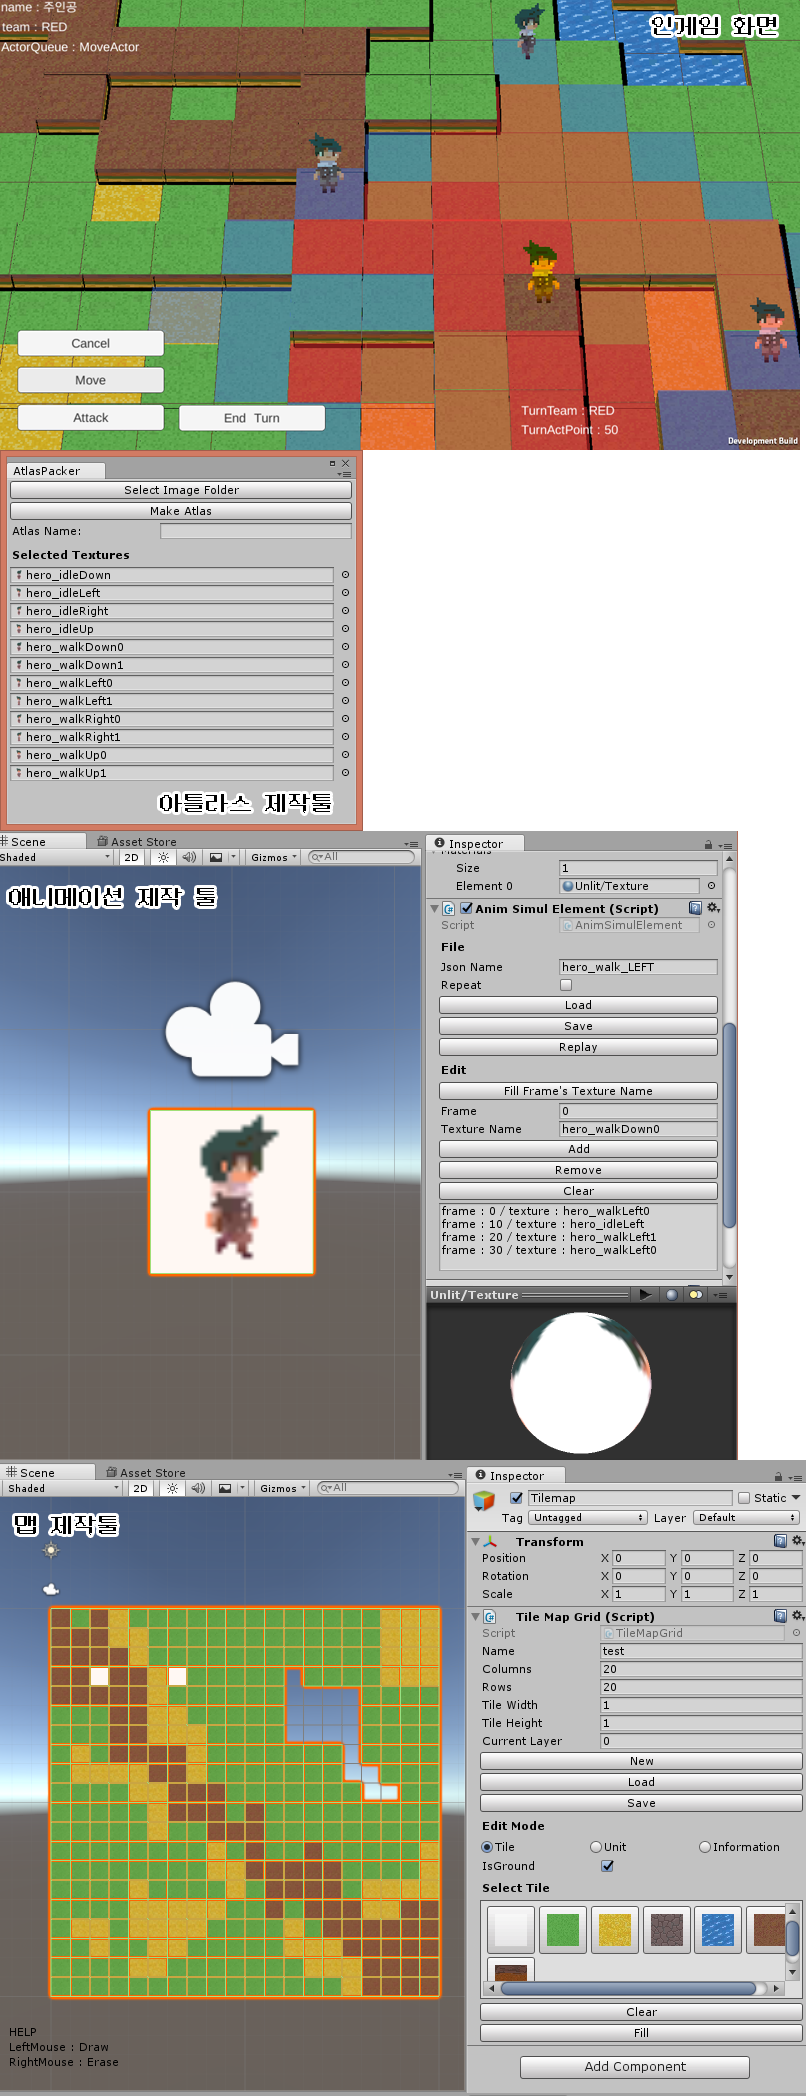 name : 주인공
team : RED
ActorQueue : MoveActor
인게임 화면
Cancel
Move
Attack
End Turn
TurnTeam : RED
TurnActPoint : 50
Development Build
AtlasPacker
Select Image Folder
Make Atlas
Atlas Name:
Selected Textures
hero_idleDown
hero_idleLeft
hero_idleRight
hero_idleUp
hero_walkDown0
hero_walkDown1
hero_walkLeft0
hero_walkLeft1
hero_walkRight0
hero_walkRight1
hero_walkUp0
hero_walkUp1
아틀라스 제작툴
Scene
Asset Store
Shaded
2D
Gizmos
All
애니메이션 제작 툴
Inspector
Materials
Size
1
Element 0
Unlit/Texture
Anim Simul Element (Script)
Script
AnimSimulElement
File
Json Name
hero_walk_LEFT
Repeat
Load
Save
Replay
Edit
Fill Frame's Texture Name
Frame
0
Texture Name
hero_walkDown0
Add
Remove
Clear
frame : 0 / texture : hero_walkLeft0
frame : 10 / texture : hero_idleLeft
frame : 20 / texture : hero_walkLeft1
frame : 30 / texture : hero_walkLeft0
Unlit/Texture
Scene
Asset Store
Shaded
2D
Gizmos
All
맵 제작툴
HELP
LeftMouse : Draw
RightMouse : Erase
Inspector
Tilemap
Static
Tag
Untagged
Layer
Default
Transform
Position
X 0
Y 0
Z 0
Rotation
X 0
Y 0
Z 0
Scale
X 1
Y 1
Z 1
Tile Map Grid (Script)
Script
TileMapGrid
Name
test
Columns
20
Rows
20
Tile Width
1
Tile Height
1
Current Layer
0
New
Load
Save
Edit Mode
Tile
Unit
Information
IsGround
Select Tile
Clear
Fill
Add Component